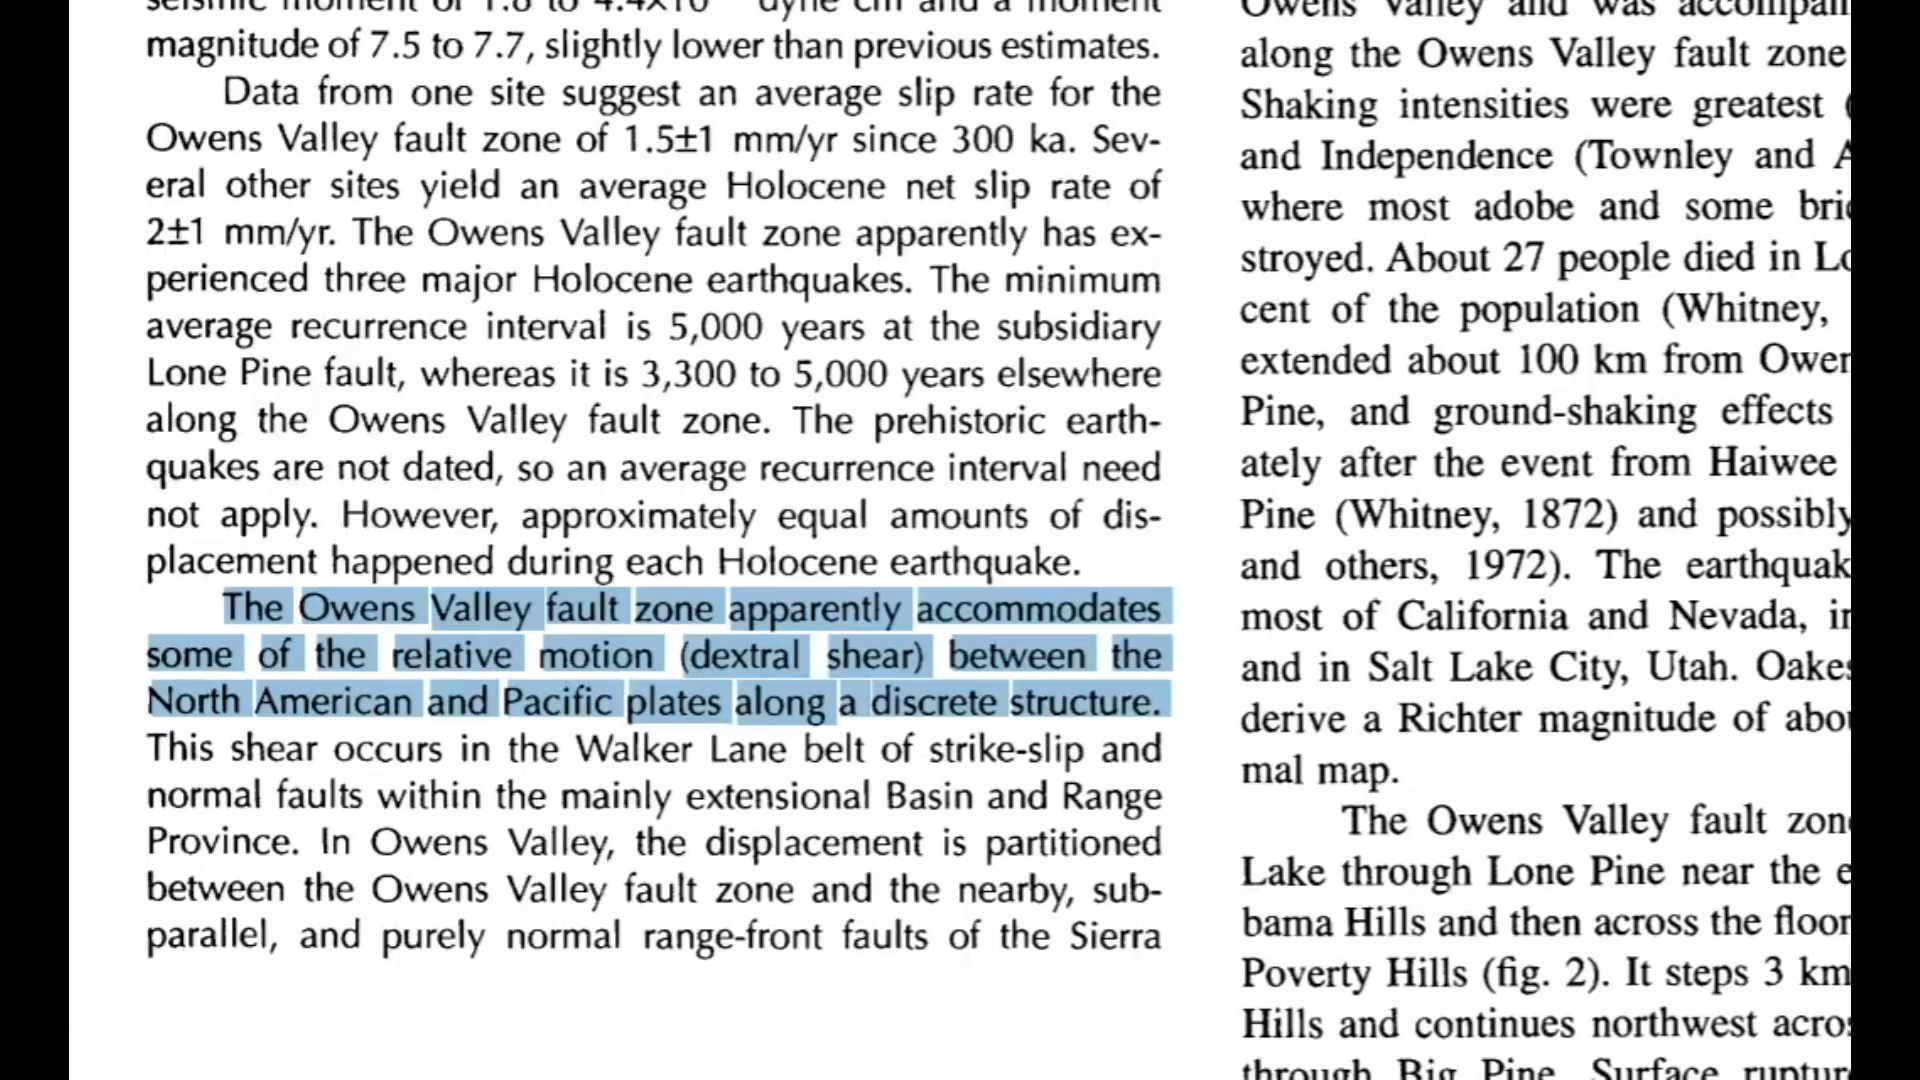 magnitude of 7.5 to 7.7, slightly lower than previous estimates.
Data from one site suggest an average slip rate for the
Owens Valley fault zone of 1.5±1 mm/yr since 300 ka. Sev-
eral other sites yield an average Holocene net slip rate of
2±1 mm/yr. The Owens Valley fault zone apparently has ex-
perienced three major Holocene earthquakes. The minimum
average recurrence interval is 5,000 years at the subsidiary
Lone Pine fault, whereas it is 3,300 to 5,000 years elsewhere
along the Owens Valley fault zone. The prehistoric earth-
quakes are not dated, so an average recurrence interval need
not apply. However, approximately equal amounts of dis-
placement happened during each Holocene earthquake.
The Owens Valley fault zone apparently accommodates
some of the relative motion (dextral shear) between the
North American and Pacific plates along a discrete structure.
This shear occurs in the Walker Lane belt of strike-slip and
normal faults within the mainly extensional Basin and Range
Province. In Owens Valley, the displacement is partitioned
between the Owens Valley fault zone and the nearby, sub-
parallel, and purely normal range-front faults of the Sierra
Owens Valley and was
along the Owens Valley fault zone
Shaking intensities were greatest
and Independence (Townley and
where most adobe and some
stroyed. About 27 people died in
cent of the population (Whitney,
extended about 100 km from
Pine, and ground-shaking effects
ately after the event from Haiwee
Pine (Whitney, 1872) and possibly
and others, 1972). The
most of California and Nevada,
and in Salt Lake City, Utah.
derive a Richter magnitude of
mal map.
The Owens Valley fault
Lake through Lone Pine near the
bama Hills and then across the floor
Poverty Hills (fig. 2). It steps 3 km
Hills and continues northwest
through Big Pine. Surface